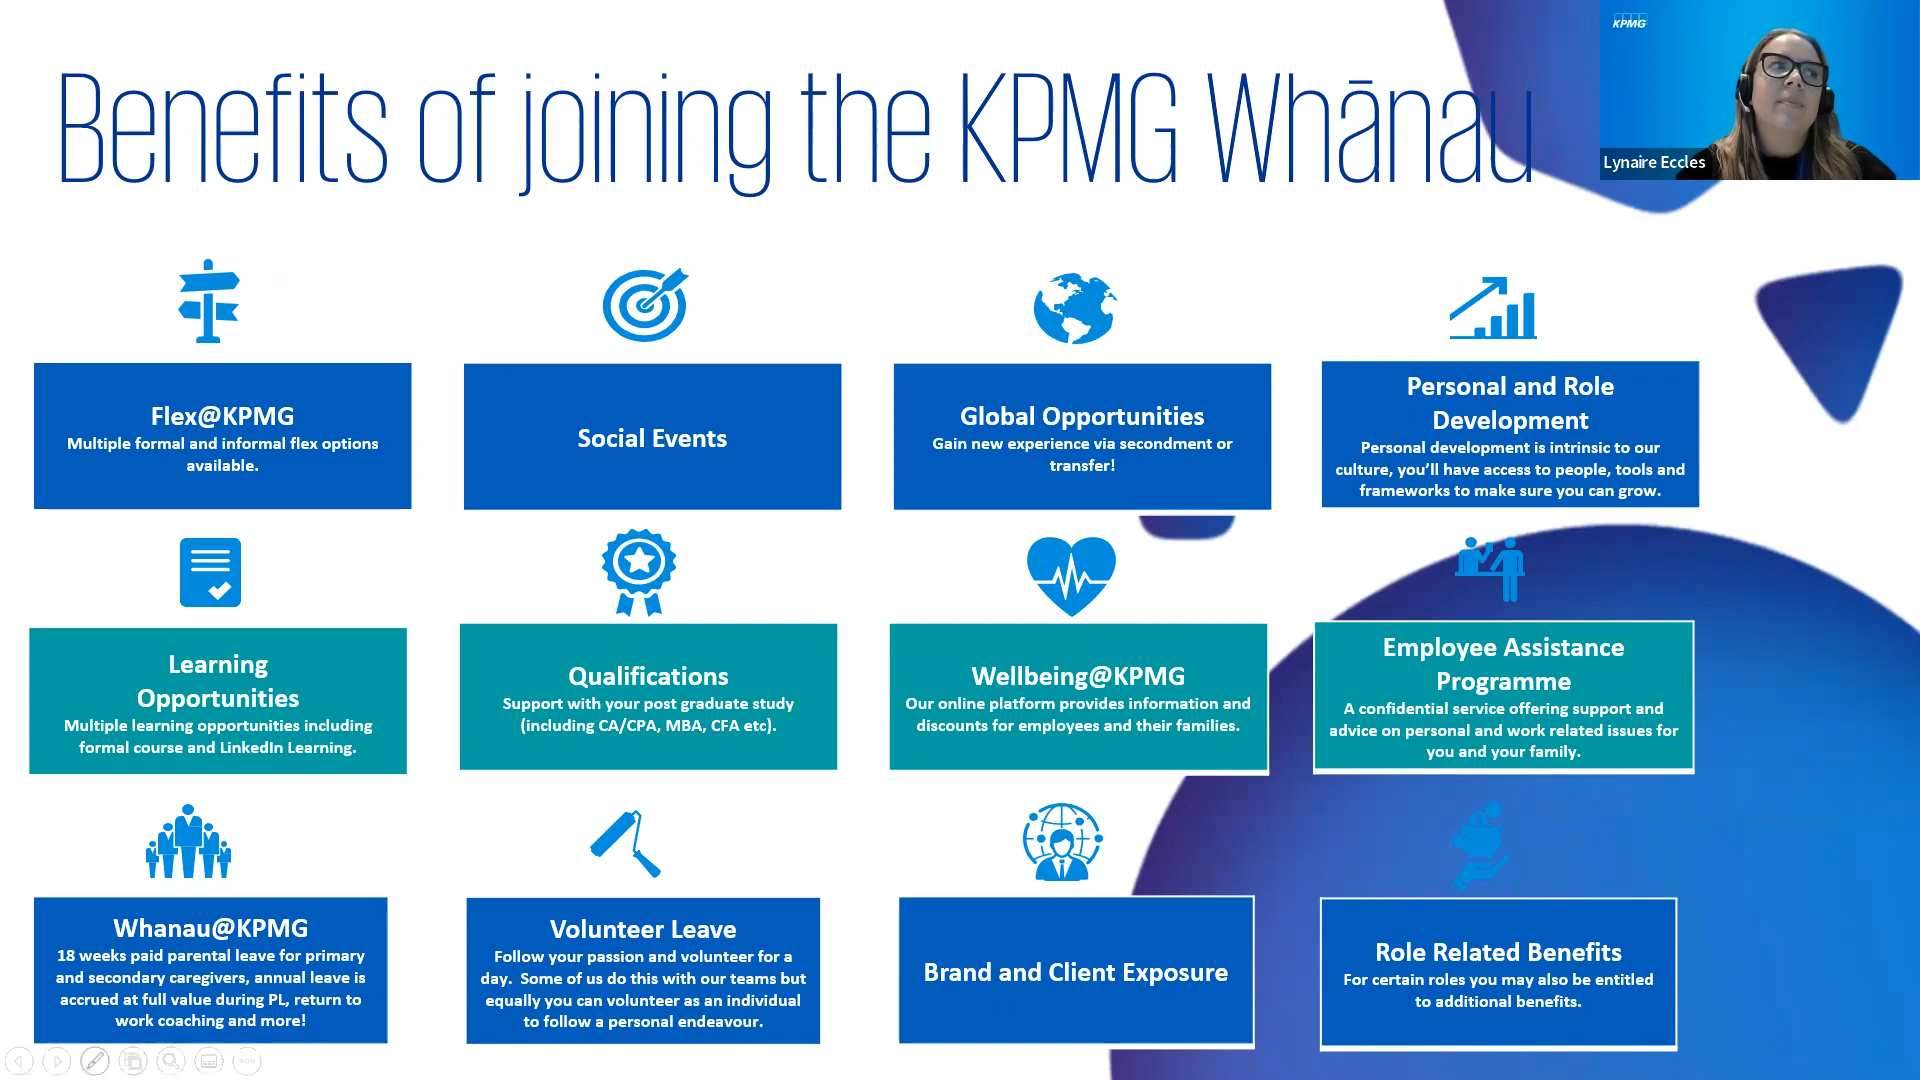 KPMG
Benefits of joining the KPMG Whānau
Lynaire Eccles
Flex@KPMG
Multiple formal and informal flex options
available.
Social Events
Global Opportunities
Gain new experience via secondment or
transfer!
Personal and Role
Development
Personal development is intrinsic to our
culture, you’ll have access to people, tools and
frameworks to make sure you can grow.
Learning
Opportunities
Multiple learning opportunities including
formal course and LinkedIn Learning.
Qualifications
Support with your post graduate study
(including CA/CPA, MBA, CFA etc).
Wellbeing@KPMG
Our online platform provides information and
discounts for employees and their families.
Employee Assistance
Programme
A confidential service offering support and
advice on personal and work related issues for
you and your family.
Whanau@KPMG
18 weeks paid parental leave for primary
and secondary caregivers, annual leave is
accrued at full value during PL, return to
work coaching and more!
Volunteer Leave
Follow your passion and volunteer for a
day.  Some of us do this with our teams but
equally you can volunteer as an individual
to follow a personal endeavour.
Brand and Client Exposure
Role Related Benefits
For certain roles you may also be entitled
to additional benefits.